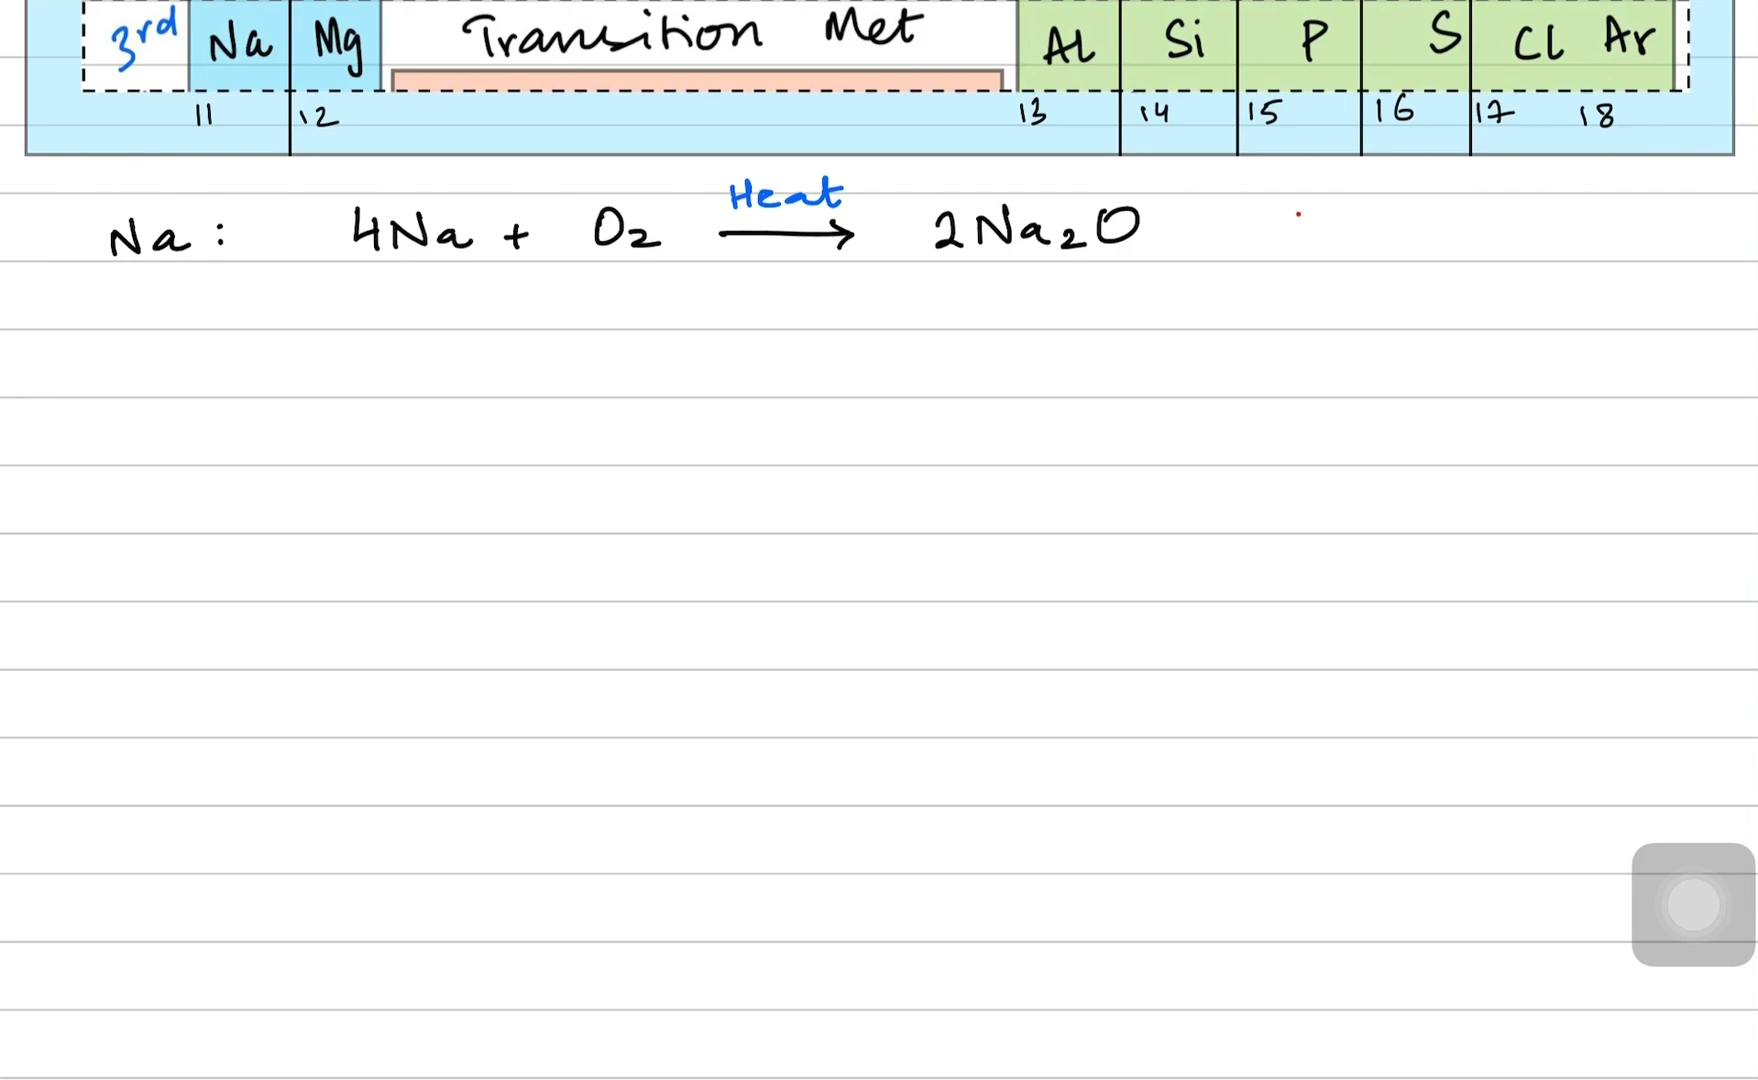 3rd Na Mg Transition Met Al Si P S Cl Ar
11 12 13 14 15 16 17 18
Heat
Na : 4Na + O₂ ⟶ 2Na₂O